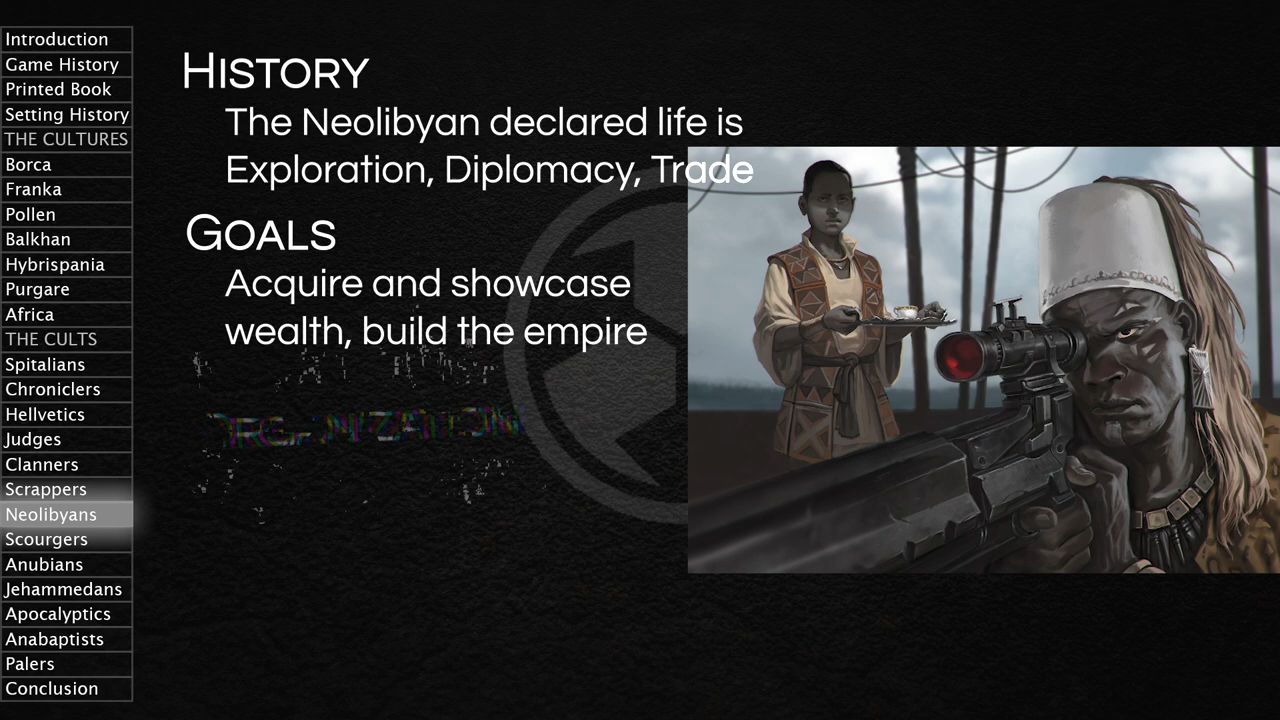 Introduction
Game History
Printed Book
Setting History
THE CULTURES
Borca
Franka
Pollen
Balkhan
Hybrispania
Purgare
Africa
THE CULTS
Spitalians
Chroniclers
Hellvetics
Judges
Clanners
Scrappers
Neolibyans
Scourgers
Anubians
Jehammedans
Apocalyptics
Anabaptists
Palers
Conclusion
HISTORY
The Neolibyan declared life is
Exploration, Diplomacy, Trade
GOALS
Acquire and showcase
wealth, build the empire